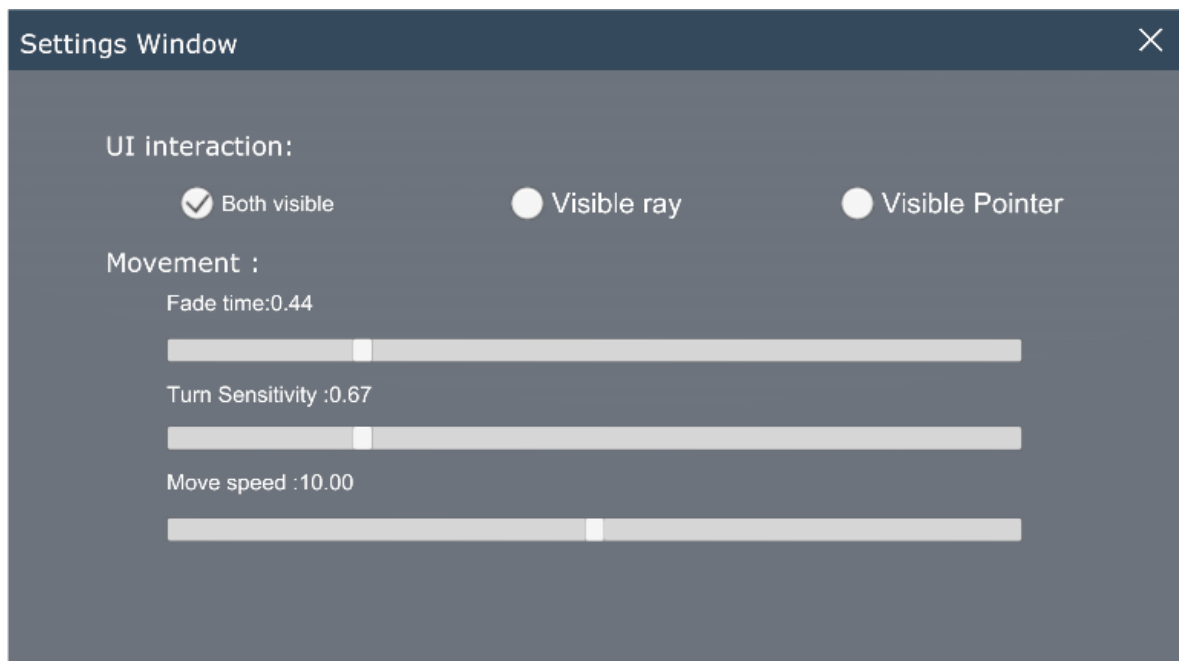 Settings Window
UI interaction:
Both visible Visible ray Visible Pointer
Movement :
Fade time:0.44
Turn Sensitivity :0.67
Move speed :10.00